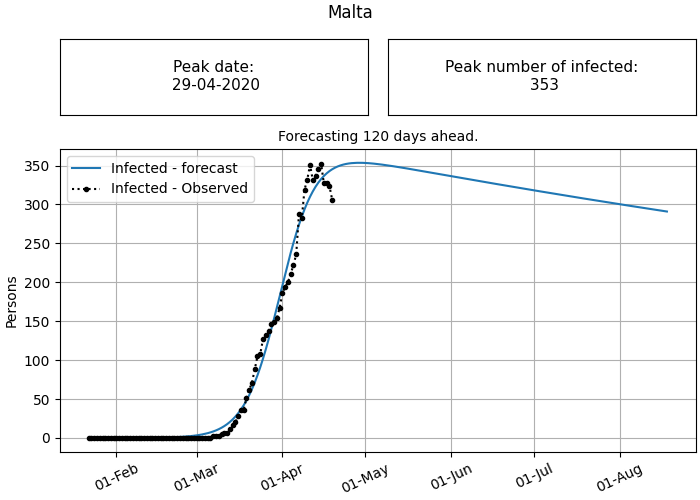 Malta
Peak date:
29-04-2020
Peak number of infected:
353
Forecasting 120 days ahead.
Infected - forecast
Infected - Observed
Persons
350
300
250
200
150
100
50
0
01-Feb
01-Mar
01-Apr
01-May
01-Jun
01-Jul
01-Aug